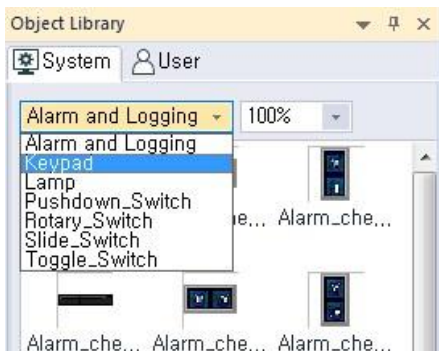 Object Library
System User
Alarm and Logging 100%
Alarm and Logging
Keypad
Lamp
Pushdown_Switch
Rotary_Switch
Slide_Switch
Toggle_Switch
ie,,, Alarm_che,,,
Alarm_che,,, Alarm_che,,, Alarm_che,,,